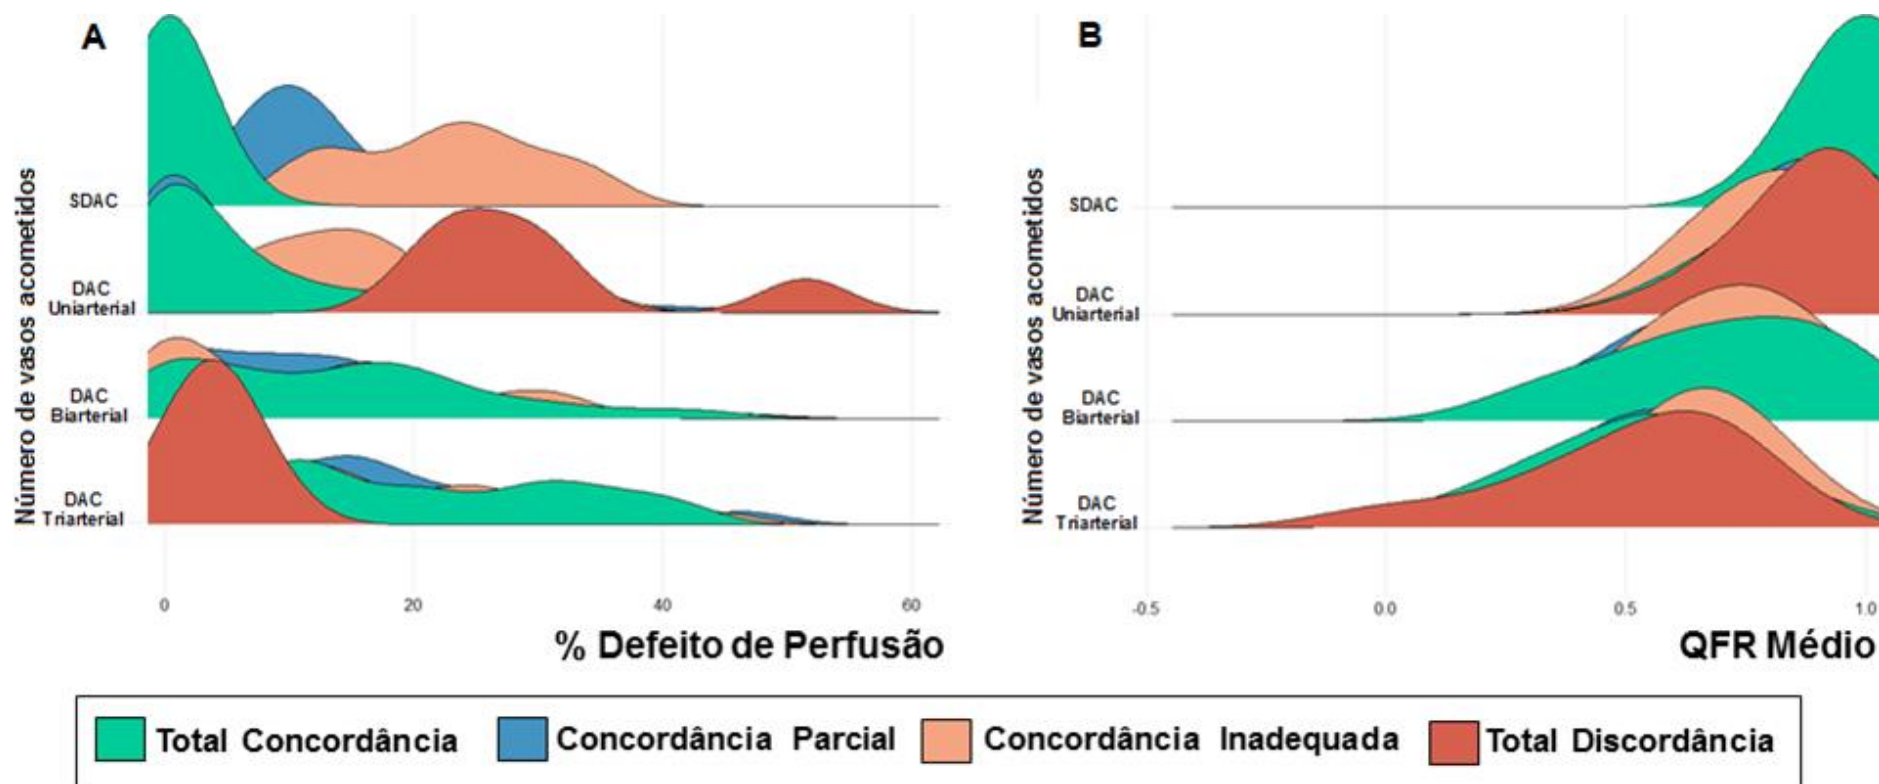 A
Número de vasos acometidos
SDAC
DAC
Uniarterial
DAC
Biarterial
DAC
Triarterial
0 20 40 60
% Defeito de Perfusão
B
Número de vasos acometidos
SDAC
DAC
Uniarterial
DAC
Biarterial
DAC
Triarterial
-0.5 0.0 0.5 1.0
QFR Médio
Total Concordância Concordância Parcial Concordância Inadequada Total Discordância